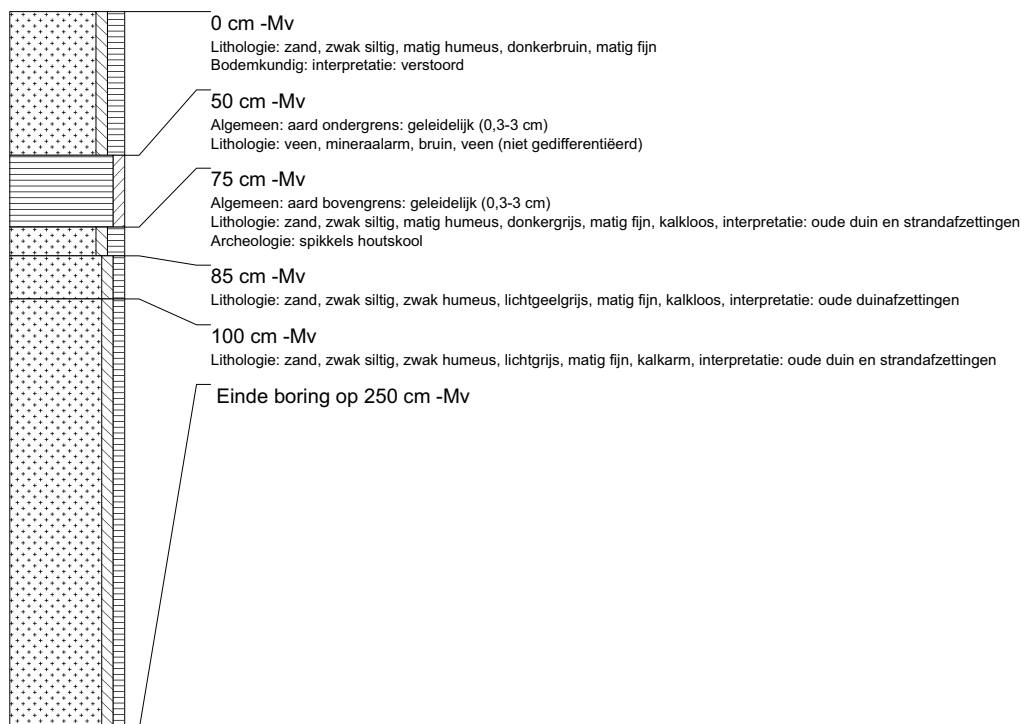 0 cm -Mv
Lithologie: zand, zwak siltig, matig humeus, donkerbruin, matig fijn
Bodemkundig: interpretatie: verstoord
50 cm -Mv
Algemeen: aard ondergrens: geleidelijk (0,3-3 cm)
Lithologie: veen, mineraalarm, bruin, veen (niet gedifferentiëerd)
75 cm -Mv
Algemeen: aard bovengrens: geleidelijk (0,3-3 cm)
Lithologie: zand, zwak siltig, matig humeus, donkergrijs, matig fijn, kalkloos, interpretatie: oude duin en strandafzettingen
Archeologie: spikkels houtskool
85 cm -Mv
Lithologie: zand, zwak siltig, zwak humeus, lichtgeelgrijs, matig fijn, kalkloos, interpretatie: oude duinafzettingen
100 cm -Mv
Lithologie: zand, zwak siltig, zwak humeus, lichtgrijs, matig fijn, kalkarm, interpretatie: oude duin en strandafzettingen
Einde boring op 250 cm -Mv